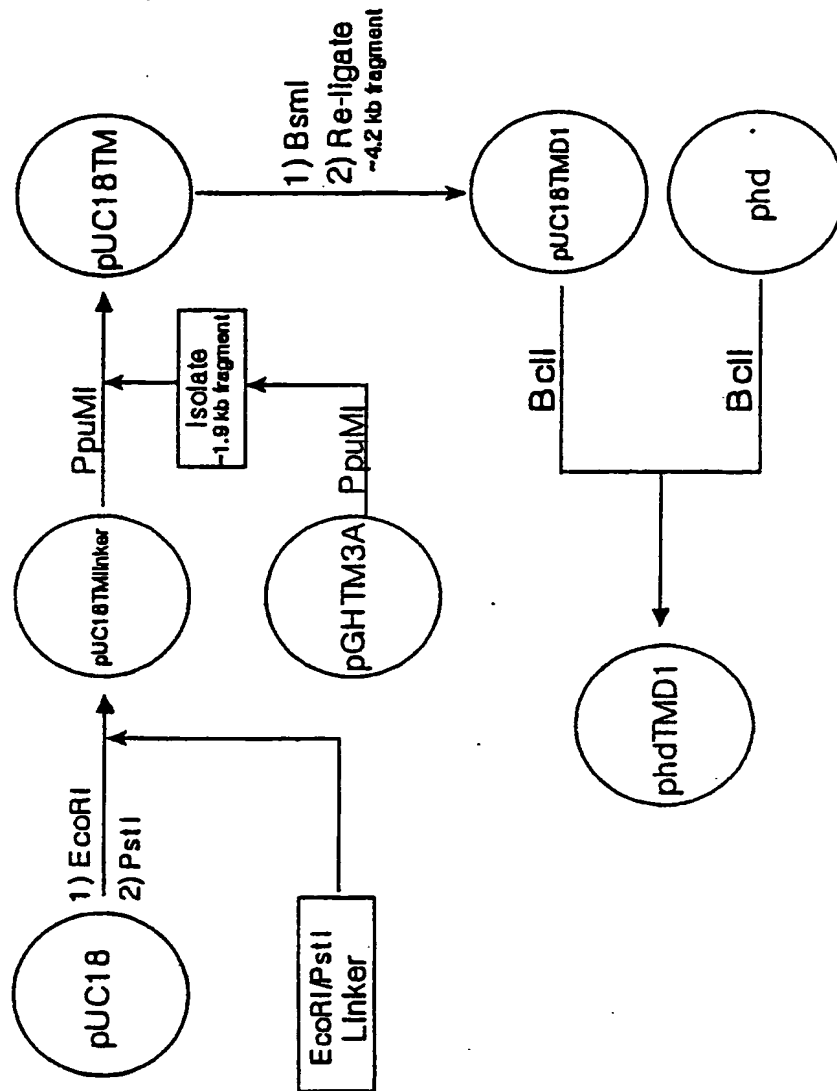 pUC18
1) EcoRI
2) PstI
EcoRI/PstI
Linker
pUC18TMlinker
PpuMI
pGHTM3A
PpuMI
Isolate
~1.9 kb fragment
pUC18TM
1) BsmI
2) Re-ligate
~4.2 kb fragment
pUC18TMD1
phd
BclI
BclI
phdTMD1